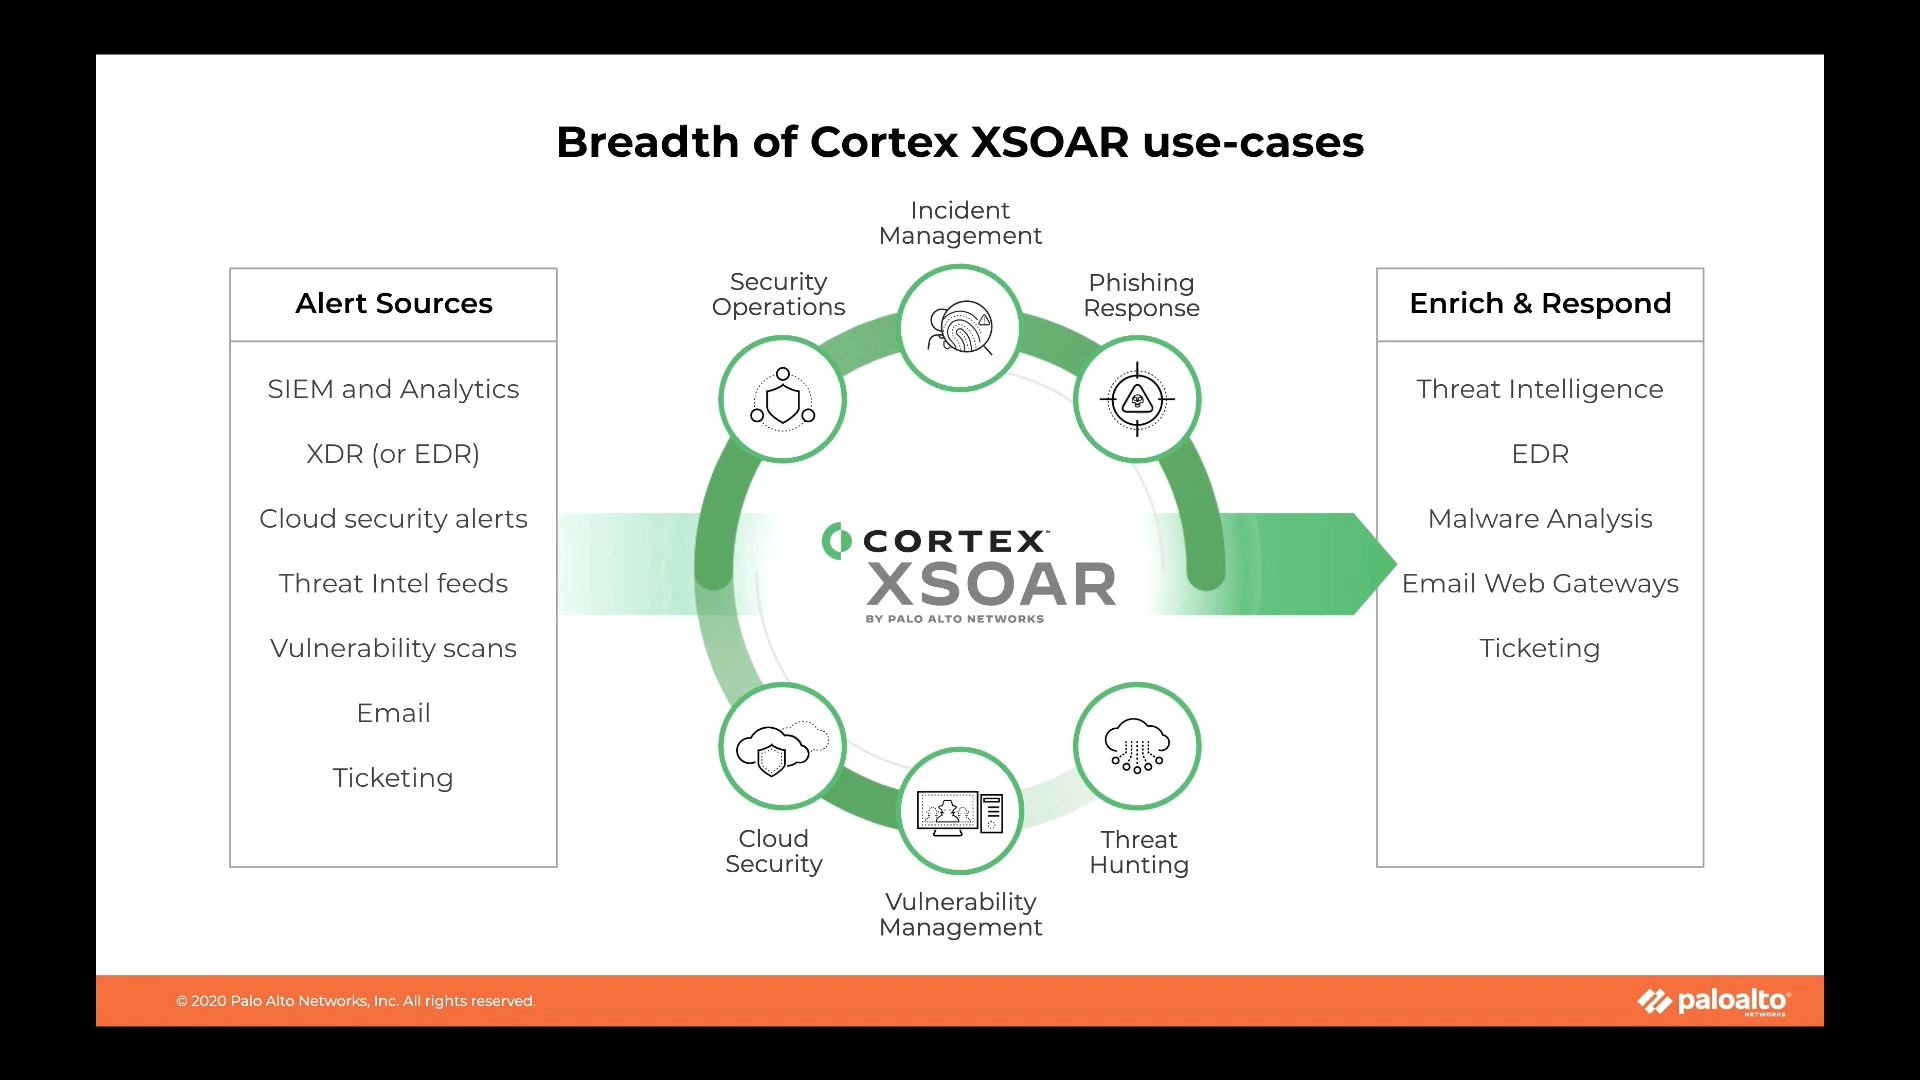 Breadth of Cortex XSOAR use-cases
Alert Sources
SIEM and Analytics
XDR (or EDR)
Cloud security alerts
Threat Intel feeds
Vulnerability scans
Email
Ticketing
Incident
Management
Security
Operations
Phishing
Response
CORTEX™
XSOAR
BY PALO ALTO NETWORKS
Cloud
Security
Vulnerability
Management
Threat
Hunting
Enrich & Respond
Threat Intelligence
EDR
Malware Analysis
Email Web Gateways
Ticketing
© 2020 Palo Alto Networks, Inc. All rights reserved.
paloalto®
NETWORKS